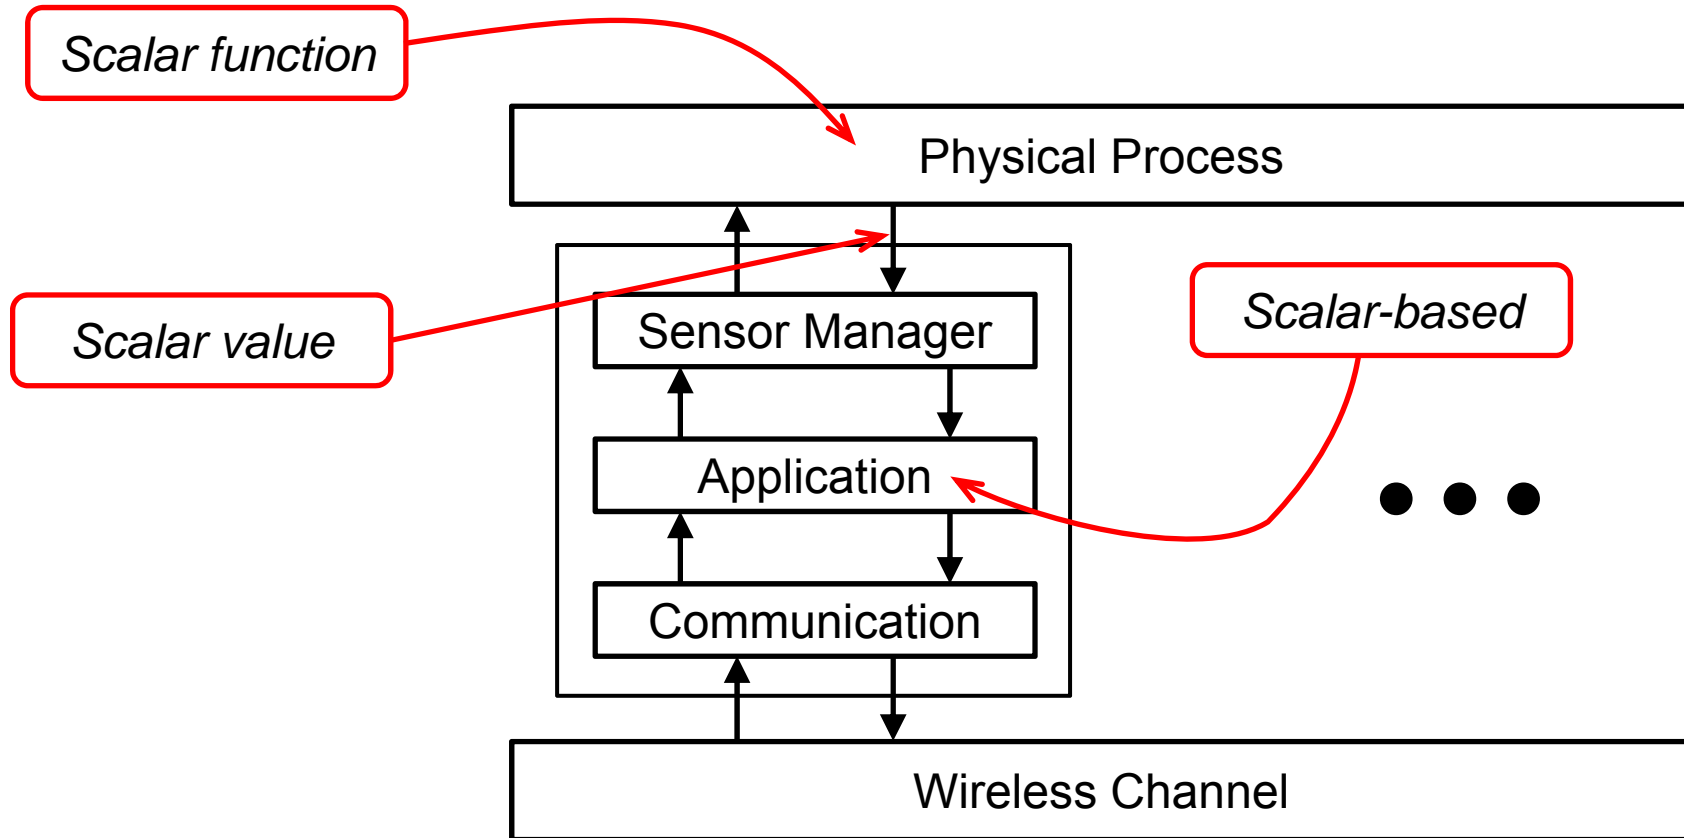 Scalar function
Physical Process
Scalar value
Sensor Manager
Scalar-based
Application
Communication
Wireless Channel